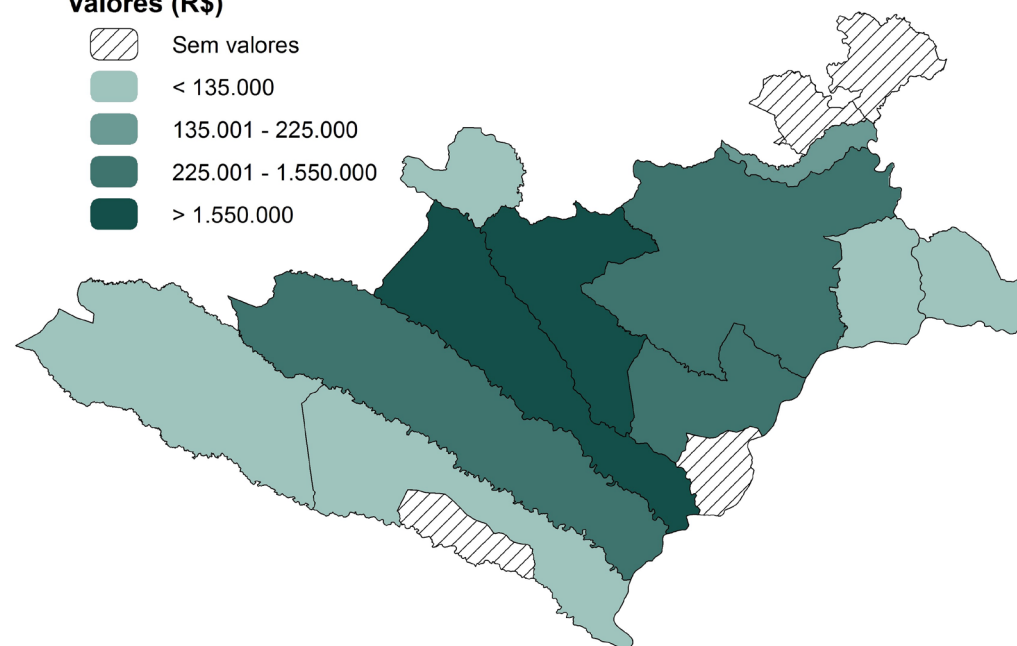 Valores (R$)
Sem valores
< 135.000
135.001 - 225.000
225.001 - 1.550.000
> 1.550.000